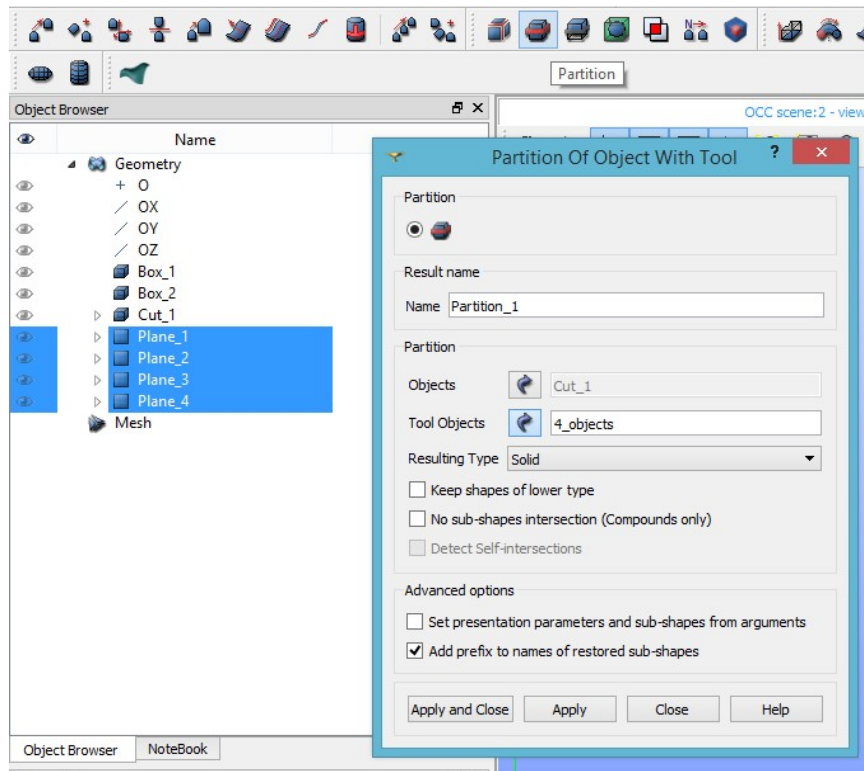 N
Partition
Object Browser
OCC scene:2 - view
Name
Geometry
O
OX
OY
OZ
Box_1
Box_2
Cut_1
Plane_1
Plane_2
Plane_3
Plane_4
Mesh
Partition Of Object With Tool
?
Partition
Result name
Name Partition_1
Partition
Objects Cut_1
Tool Objects 4_objects
Resulting Type Solid
Keep shapes of lower type
No sub-shapes intersection (Compounds only)
Detect Self-intersections
Advanced options
Set presentation parameters and sub-shapes from arguments
Add prefix to names of restored sub-shapes
Apply and Close Apply Close Help
Object Browser NoteBook